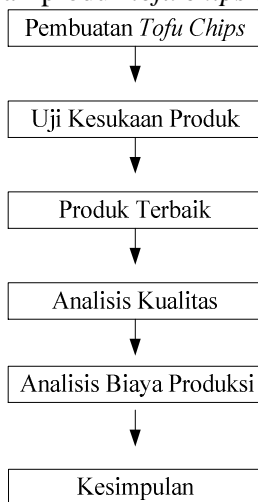 Pembuatan Tofu Chips
Uji Kesukaan Produk
Produk Terbaik
Analisis Kualitas
Analisis Biaya Produksi
Kesimpulan